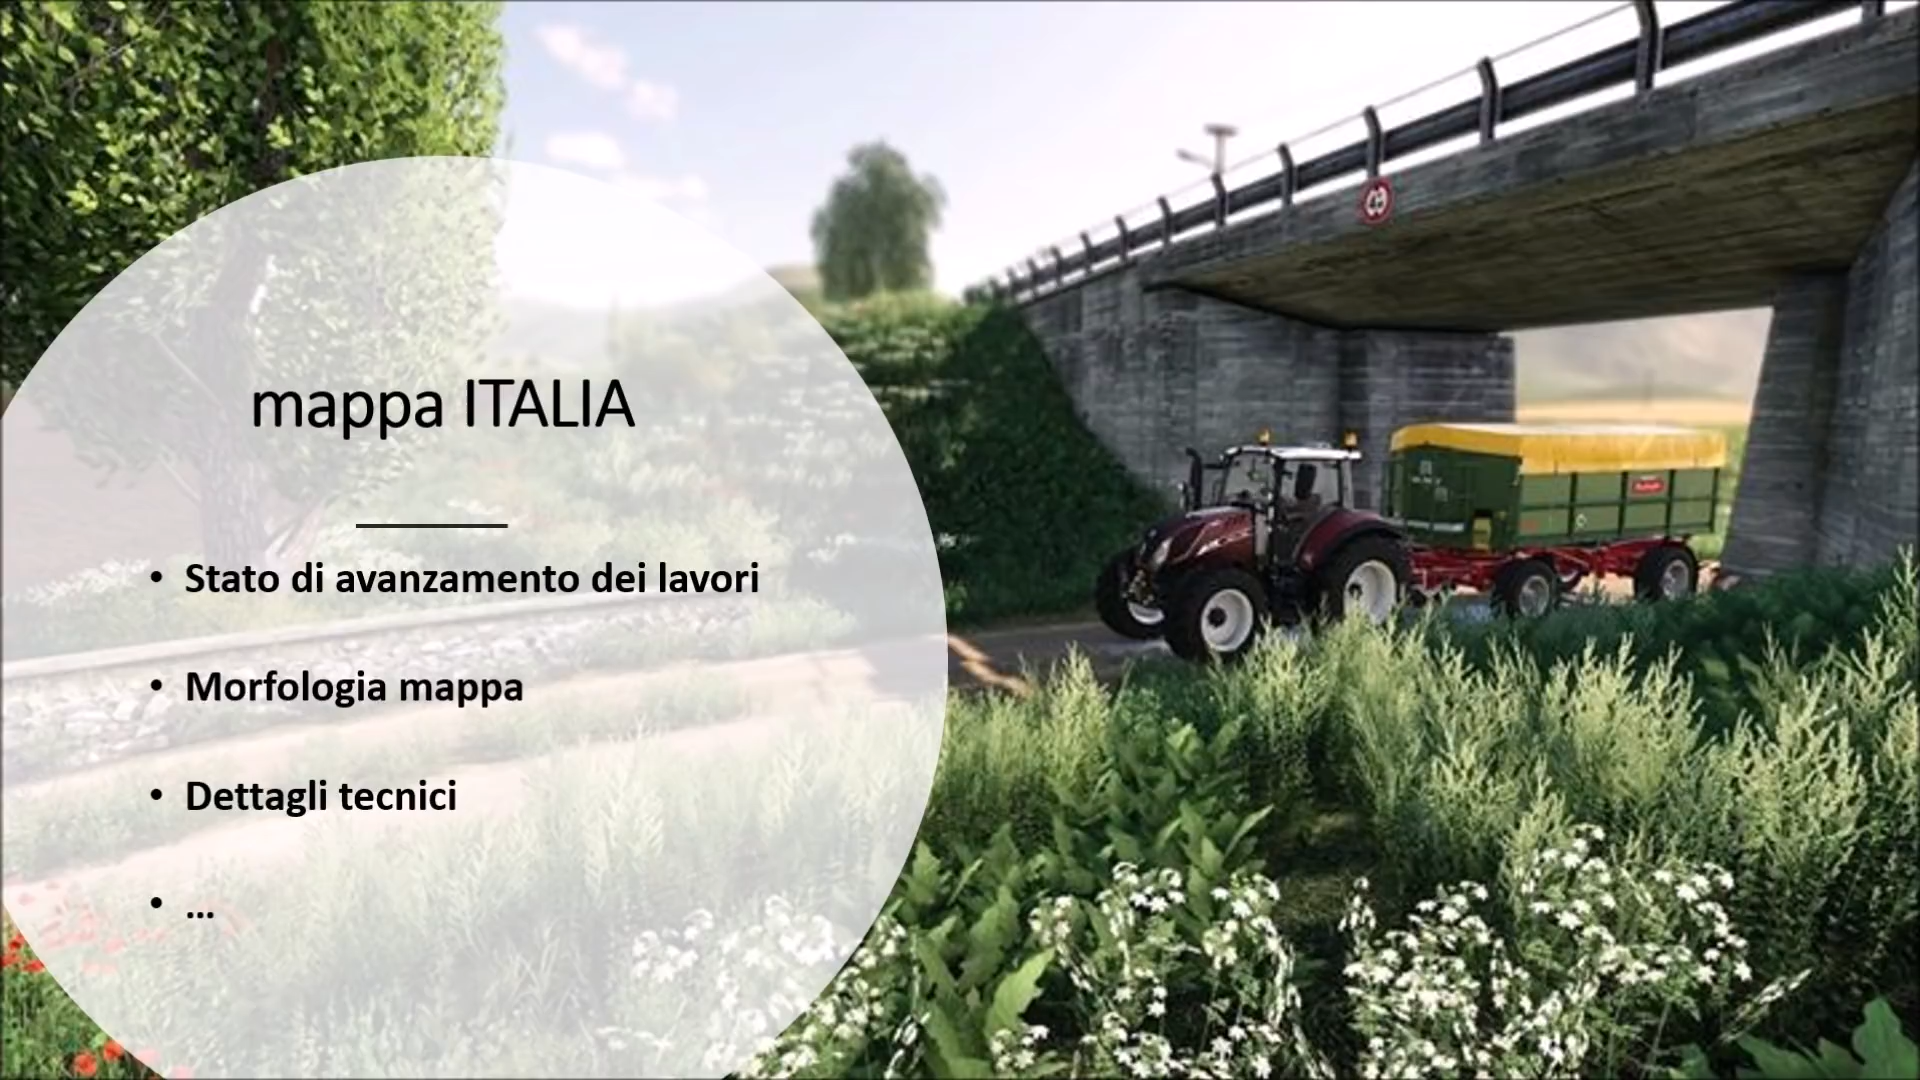 mappa ITALIA
• Stato di avanzamento dei lavori
• Morfologia mappa
• Dettagli tecnici
• ...